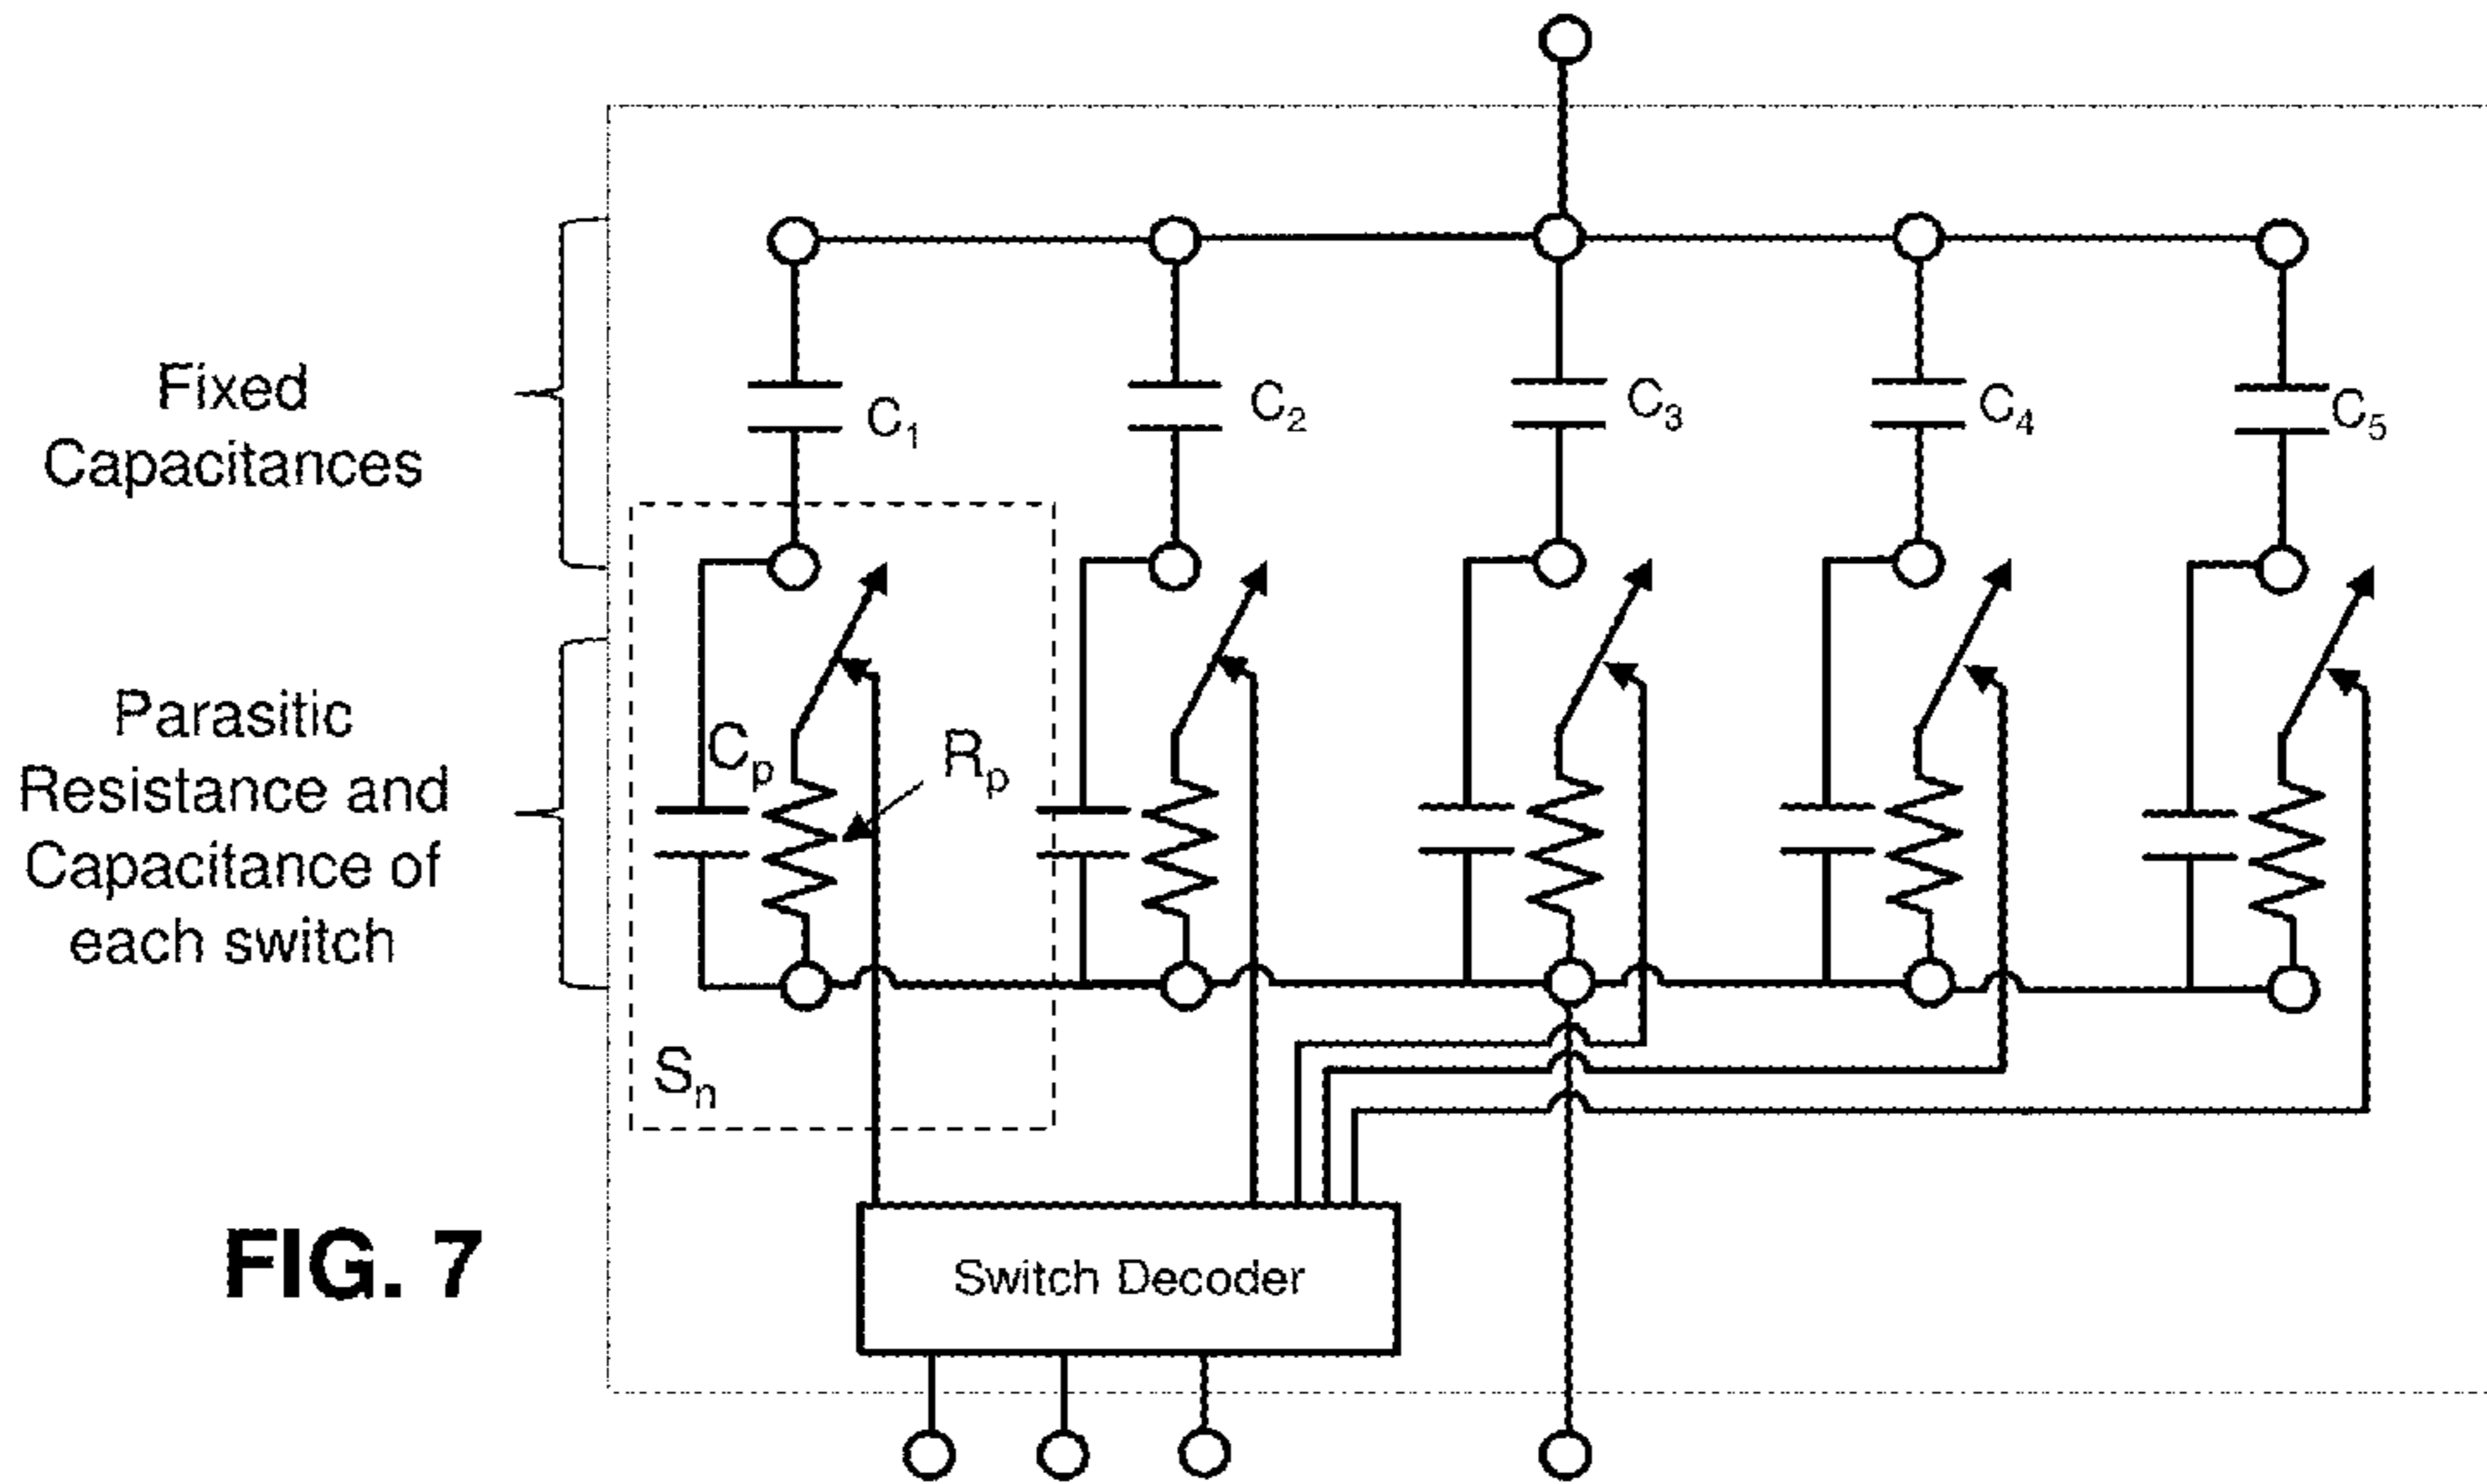 Fixed
Capacitances
C1
C2
C3
C4
C5
Parasitic
Resistance and
Capacitance of
each switch
Cp
Rp
Sn
Switch Decoder
FIG. 7